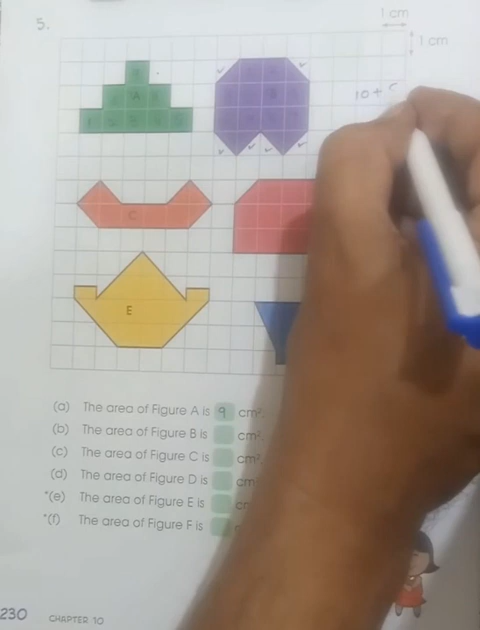 5.
1 cm
1 cm
10 +
A
C
E
(a) The area of Figure A is 9 cm².
(b) The area of Figure B is cm².
(c) The area of Figure C is cm².
(d) The area of Figure D is cm
*(e) The area of Figure E is
*(f) The area of Figure F is
230 CHAPTER 10